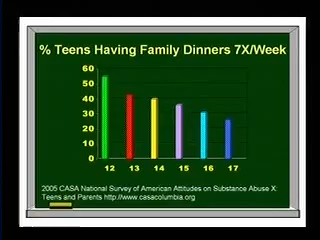 % Teens Having Family Dinners 7X/Week
60
50
40
30
20
10
0
12 13 14 15 16 17
2005 CASA National Survey of American Attitudes on Substance Abuse X:
Teens and Parents http://www.casacolumbia.org